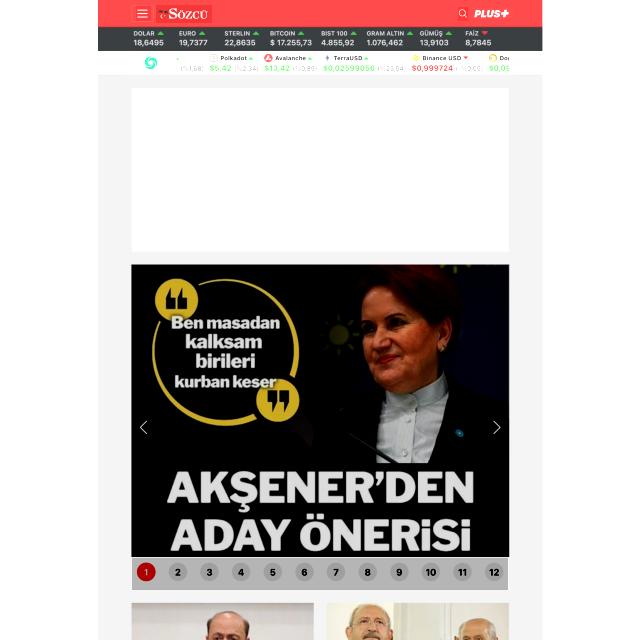 SÖZCÜ
PLUS+
DOLAR EURO STERLIN BITCOIN BIST 100 GRAM ALTIN GÜMÜŞ FAİZ
18,6495 19,7377 22,8635 $ 17.255,73 4.855,92 1.076,462 13,9103 8,7845
Polkadot Avalanche TerraUSD Binance USD
$5,42 $13,42 $0,02599050 $0,999724
Ben masadan
kalksam
birileri
kurban keser
AKŞENER’DEN
ADAY ÖNERİSİ
1 2 3 4 5 6 7 8 9 10 11 12